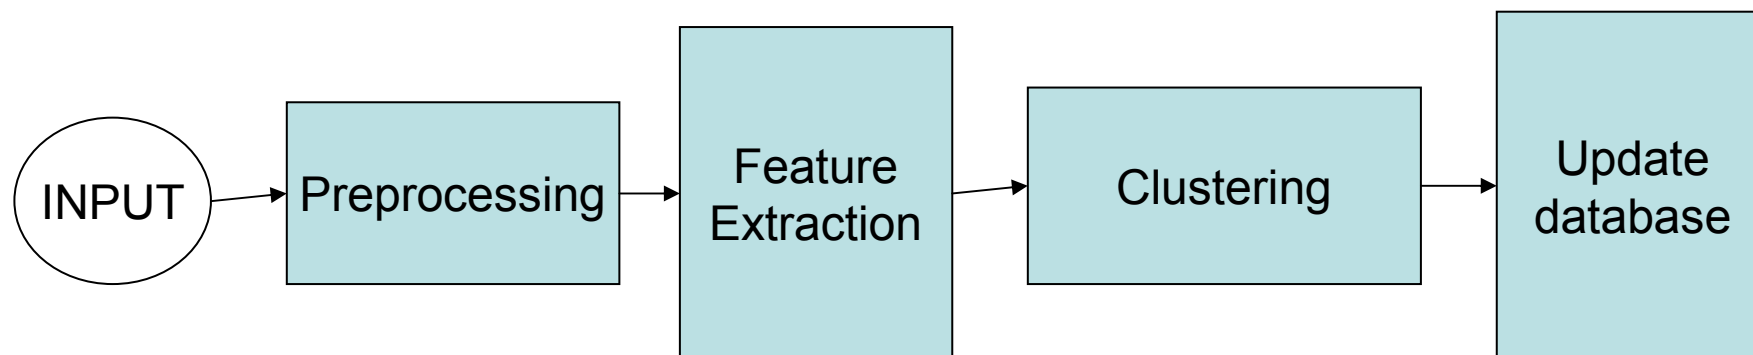 INPUT
Preprocessing
Feature
Extraction
Clustering
Update
database